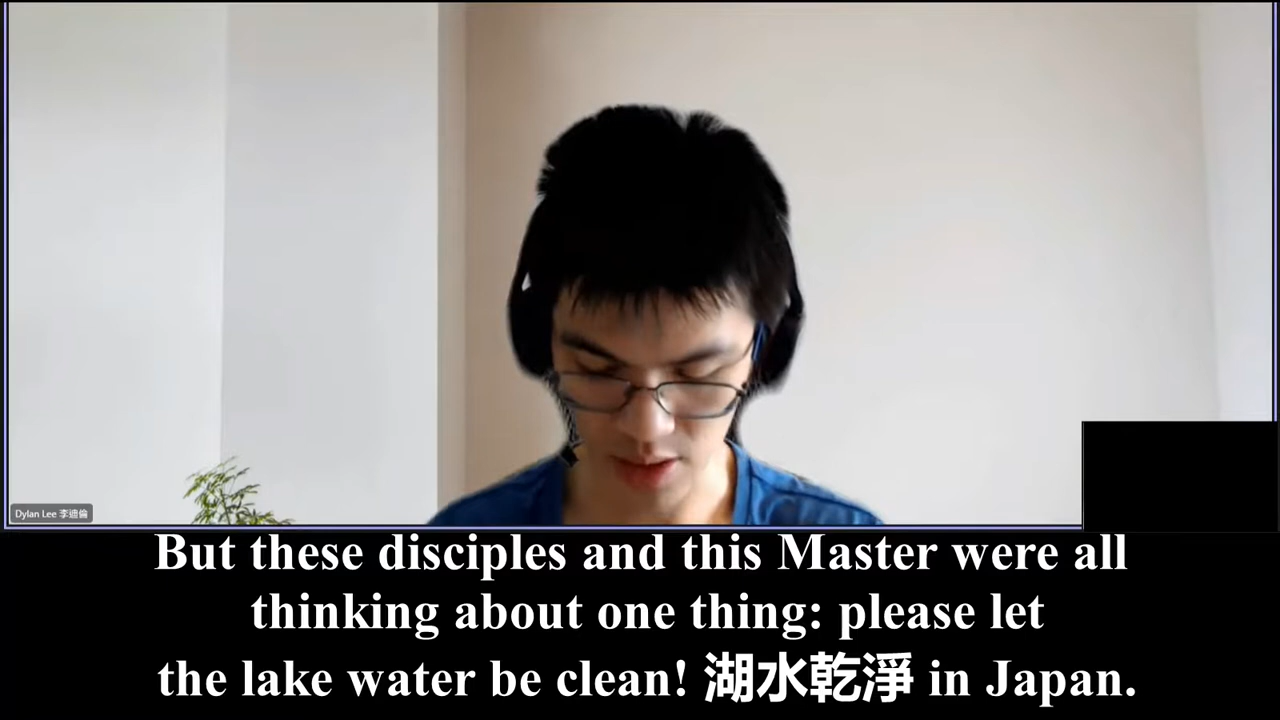 Dylan Lee 李迪倫
But these disciples and this Master were all
thinking about one thing: please let
the lake water be clean! 湖水乾淨 in Japan.